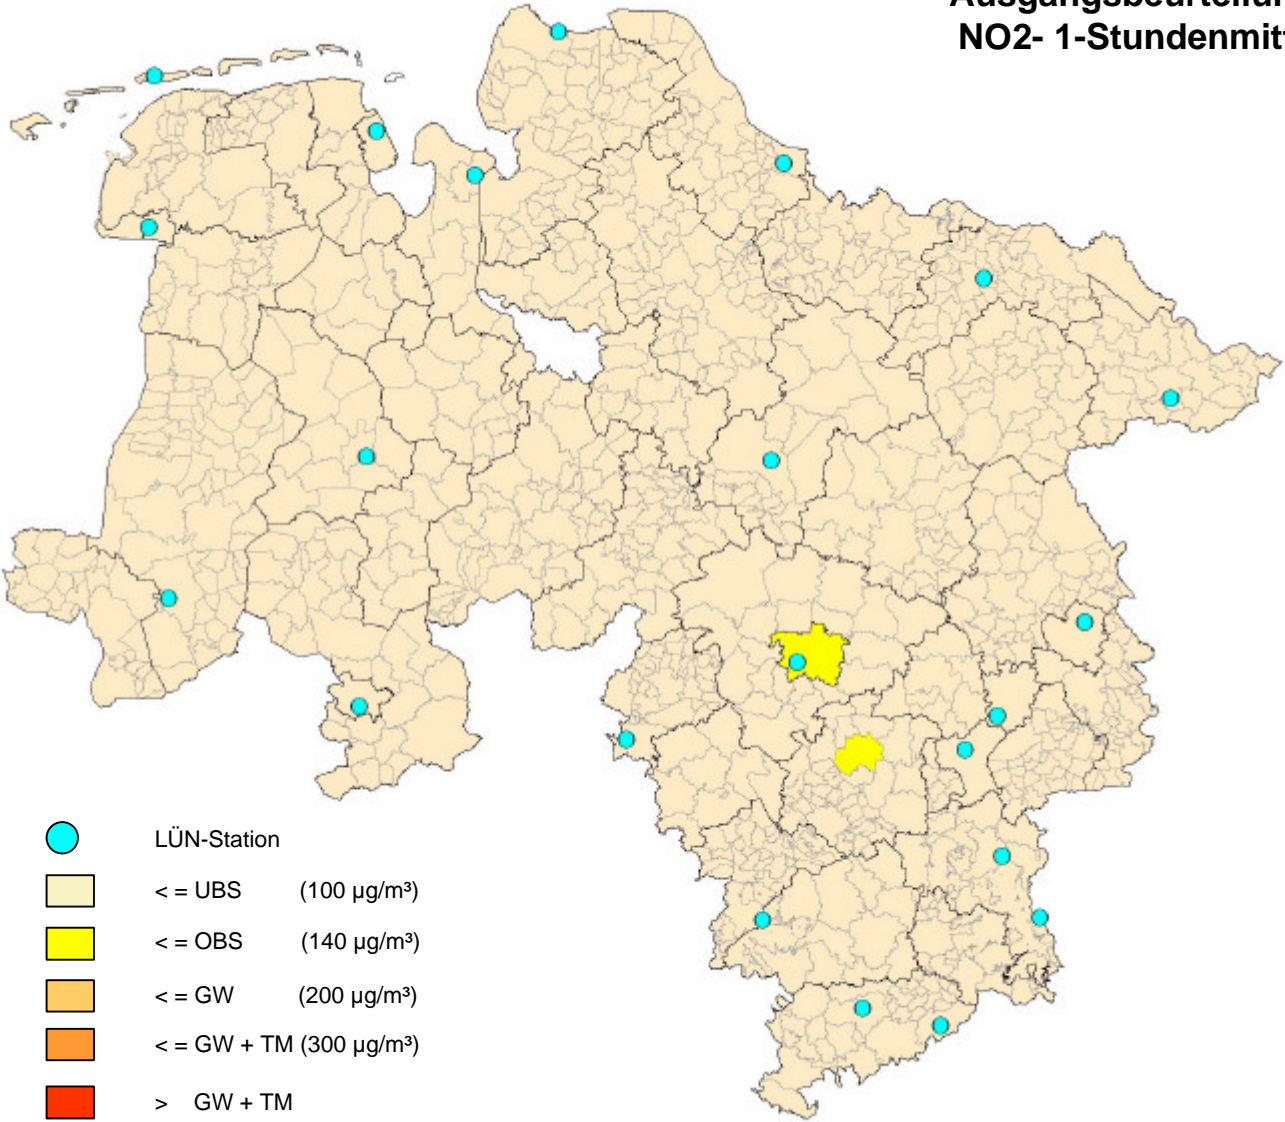 NO2- 1-Stundenmit
LÜN-Station
< = UBS (100 µg/m³)
< = OBS (140 µg/m³)
< = GW (200 µg/m³)
< = GW + TM (300 µg/m³)
> GW + TM